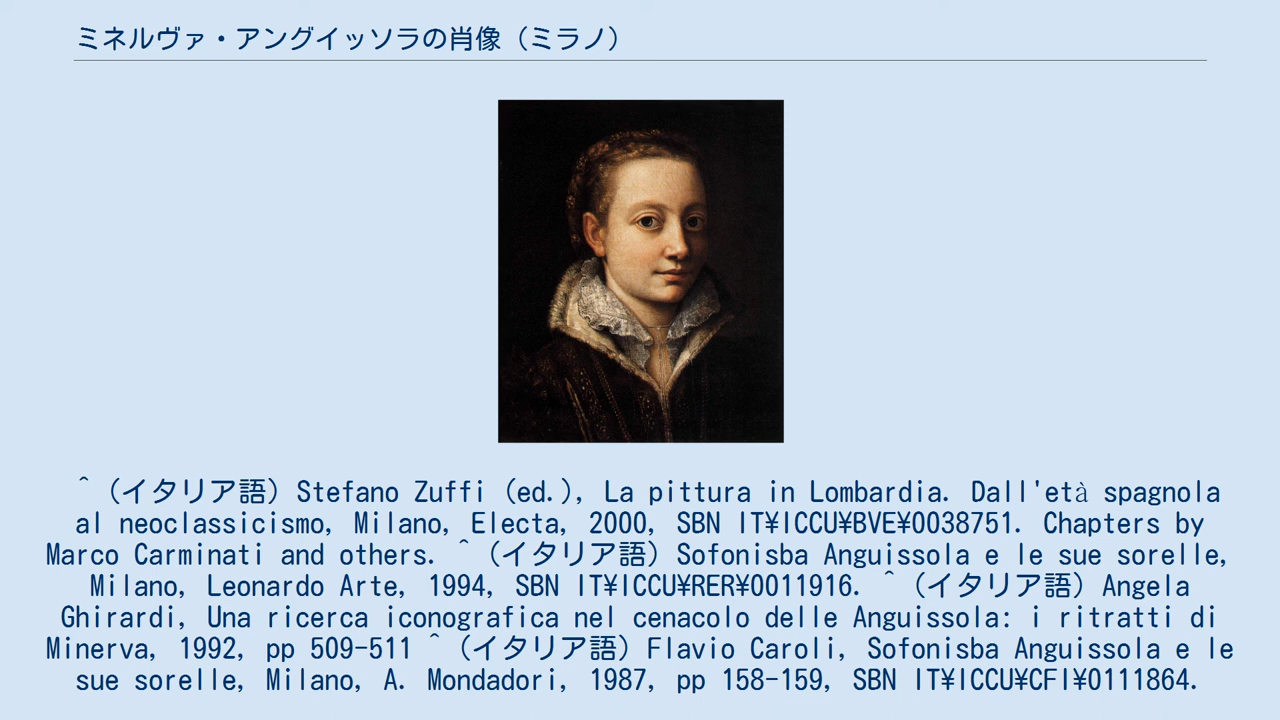 ミネルヴァ・アングイッソラの肖像（ミラノ）
^（イタリア語）Stefano Zuffi (ed.), La pittura in Lombardia. Dall'età spagnola
al neoclassicismo, Milano, Electa, 2000, SBN IT¥ICCU¥BVE¥0038751. Chapters by
Marco Carminati and others. ^（イタリア語）Sofonisba Anguissola e le sue sorelle,
Milano, Leonardo Arte, 1994, SBN IT¥ICCU¥RER¥0011916. ^（イタリア語）Angela
Ghirardi, Una ricerca iconografica nel cenacolo delle Anguissola: i ritratti di
Minerva, 1992, pp 509–511 ^（イタリア語）Flavio Caroli, Sofonisba Anguissola e le
sue sorelle, Milano, A. Mondadori, 1987, pp 158–159, SBN IT¥ICCU¥CFI¥0111864.